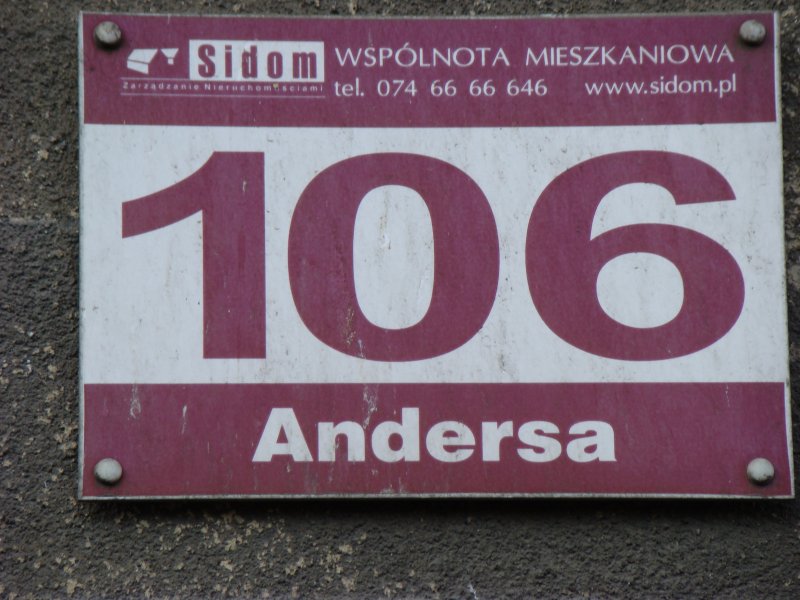 Sidom
Zarządzanie Nieruchomościami
WSPÓLNOTA MIESZKANIOWA
tel. 074 66 66 646 www.sidom.pl
106
Andersa